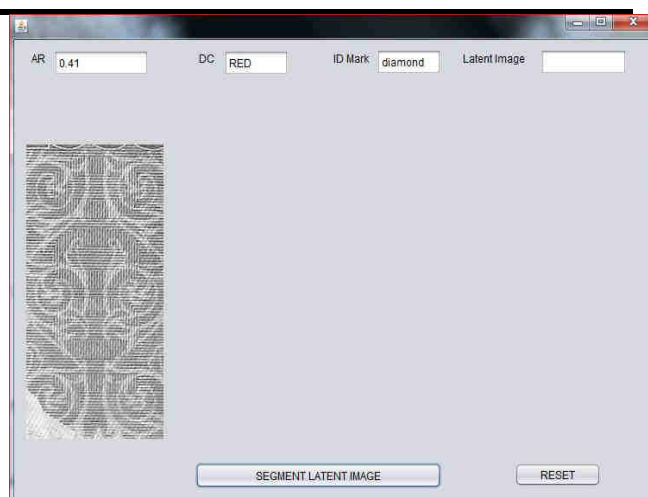 AR 0.41 DC RED ID Mark diamond Latent Image
SEGMENT LATENT IMAGE RESET